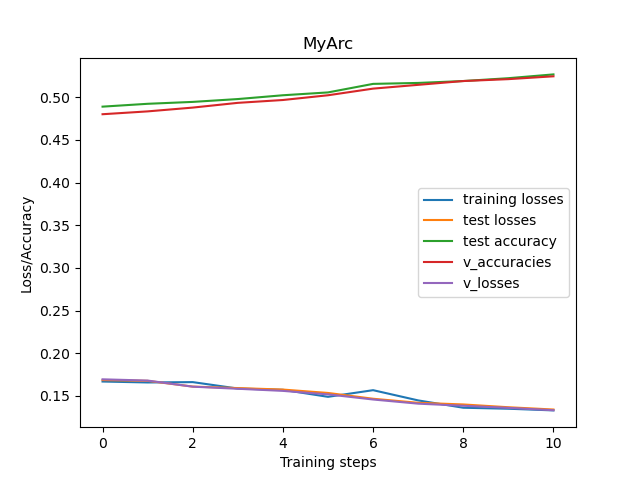 MyArc
Loss/Accuracy
0.50
0.45
0.40
0.35
0.30
0.25
0.20
0.15
training losses
test losses
test accuracy
v_accuracies
v_losses
0 2 4 6 8 10
Training steps